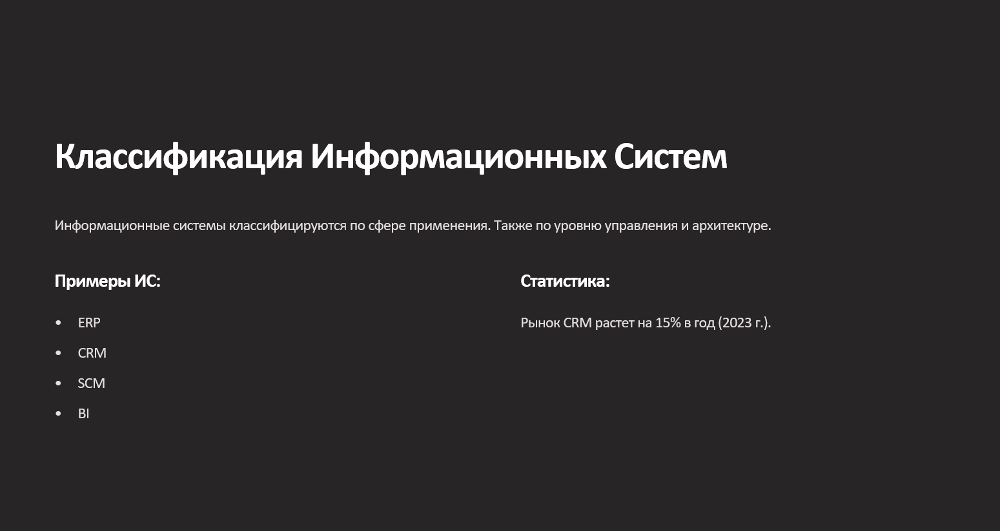 Классификация Информационных Систем
Информационные системы классифицируются по сфере применения. Также по уровню управления и архитектуре.
Примеры ИС:
• ERP
• CRM
• SCM
• BI
Статистика:
Рынок CRM растет на 15% в год (2023 г.).